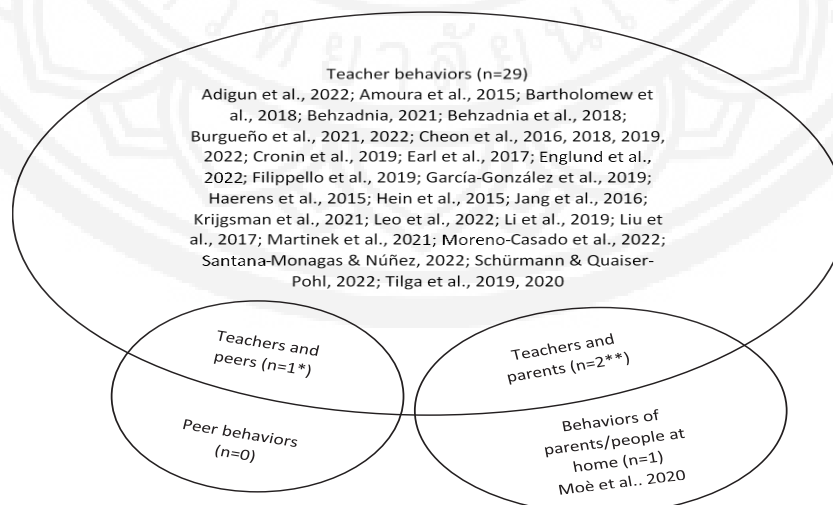 Teacher behaviors (n=29)
Adigun et al., 2022; Amoura et al., 2015; Bartholomew et
al., 2018; Behzadnia, 2021; Behzadnia et al., 2018;
Burgueño et al., 2021, 2022; Cheon et al., 2016, 2018, 2019,
2022; Cronin et al., 2019; Earl et al., 2017; Englund et al.,
2022; Filippello et al., 2019; García-González et al., 2019;
Haerens et al., 2015; Hein et al., 2015; Jang et al., 2016;
Krijgsman et al., 2021; Leo et al., 2022; Li et al., 2019; Liu et
al., 2017; Martinek et al., 2021; Moreno-Casado et al., 2022;
Santana-Monagas & Núñez, 2022; Schürmann & Quaiser-
Pohl, 2022; Tilga et al., 2019, 2020
Teachers and
peers (n=1*)
Teachers and
parents (n=2**)
Peer behaviors
(n=0)
Behaviors of
parents/people at
home (n=1)
Moè et al.. 2020